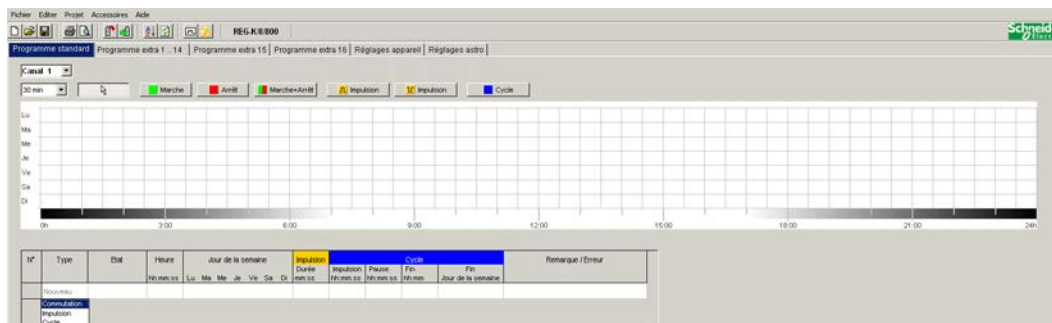 Fichier Editer Projet Accessoires Aide
REG-K/8/800
Schneid
Electr
Programme standard Programme extra 1 .. 14 Programme extra 15 Programme extra 16 Réglages appareil Réglages astro
Canal 1
30 min Marche Arrêt Marche+Arrêt Impulsion Impulsion Cycle
Lu
Ma
Me
Je
Ve
Sa
Di
0h 3:00 6:00 9:00 12:00 15:00 18:00 21:00 24h
N° Type Etat Heure Jour de la semaine Impulsion Cycle Remarque / Erreur
Durée Impulsion Pause Fin Fin
hh:mm:ss Lu Ma Me Je Ve Sa Di mm:ss hh:mm:ss hh:mm:ss hh:mm Jour de la semaine
Nouveau
Commutation
Impulsion
Cycle